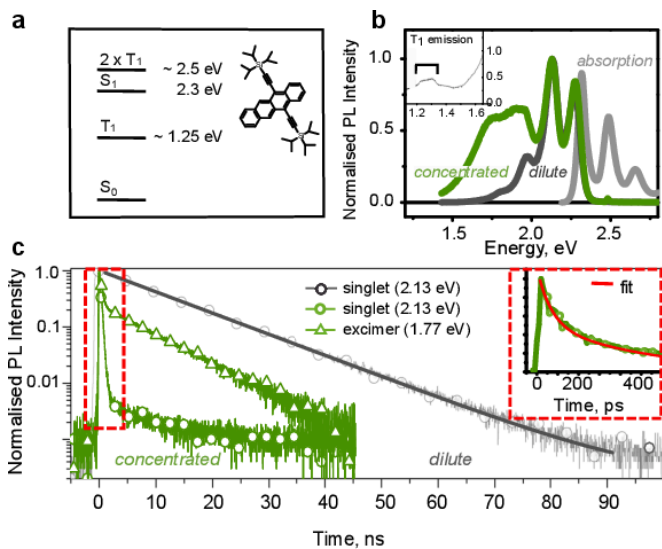 a
2 x T1
~ 2.5 eV
S1
2.3 eV
T1
~ 1.25 eV
S0
Si
Si
b
Normalised PL Intensity
1.0
0.5
0.0
T1 emission
1.0
0.5
0.0
1.2 1.4 1.6
absorption
concentrated
dilute
1.5 2.0 2.5
Energy, eV
c
Normalised PL Intensity
1.0
0.1
0.01
singlet (2.13 eV)
singlet (2.13 eV)
excimer (1.77 eV)
fit
0 200 400
Time, ps
concentrated
dilute
0 10 20 30 40 50 60 70 80 90
Time, ns